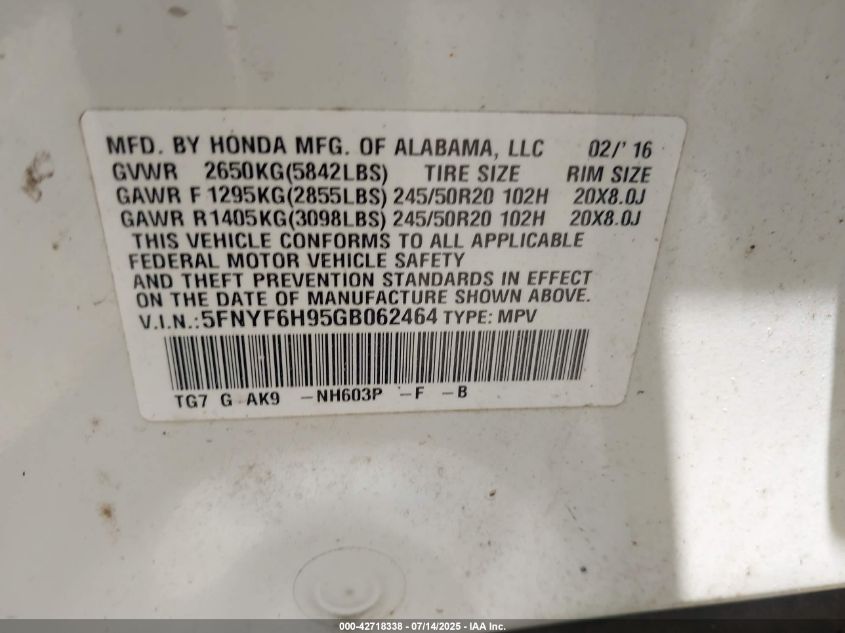 MFD. BY HONDA MFG. OF ALABAMA, LLC 02/'16
GVWR 2650KG(5842LBS) TIRE SIZE RIM SIZE
GAWR F 1295KG(2855LBS) 245/50R20 102H 20X8.0J
GAWR R1405KG(3098LBS) 245/50R20 102H 20X8.0J
THIS VEHICLE CONFORMS TO ALL APPLICABLE
FEDERAL MOTOR VEHICLE SAFETY
AND THEFT PREVENTION STANDARDS IN EFFECT
ON THE DATE OF MANUFACTURE SHOWN ABOVE.
V.I.N.:5FNYF6H95GB062464 TYPE: MPV
TG7 G AK9 -NH603P -F -B
000-42718338 - 07/14/2025 - IAA Inc.